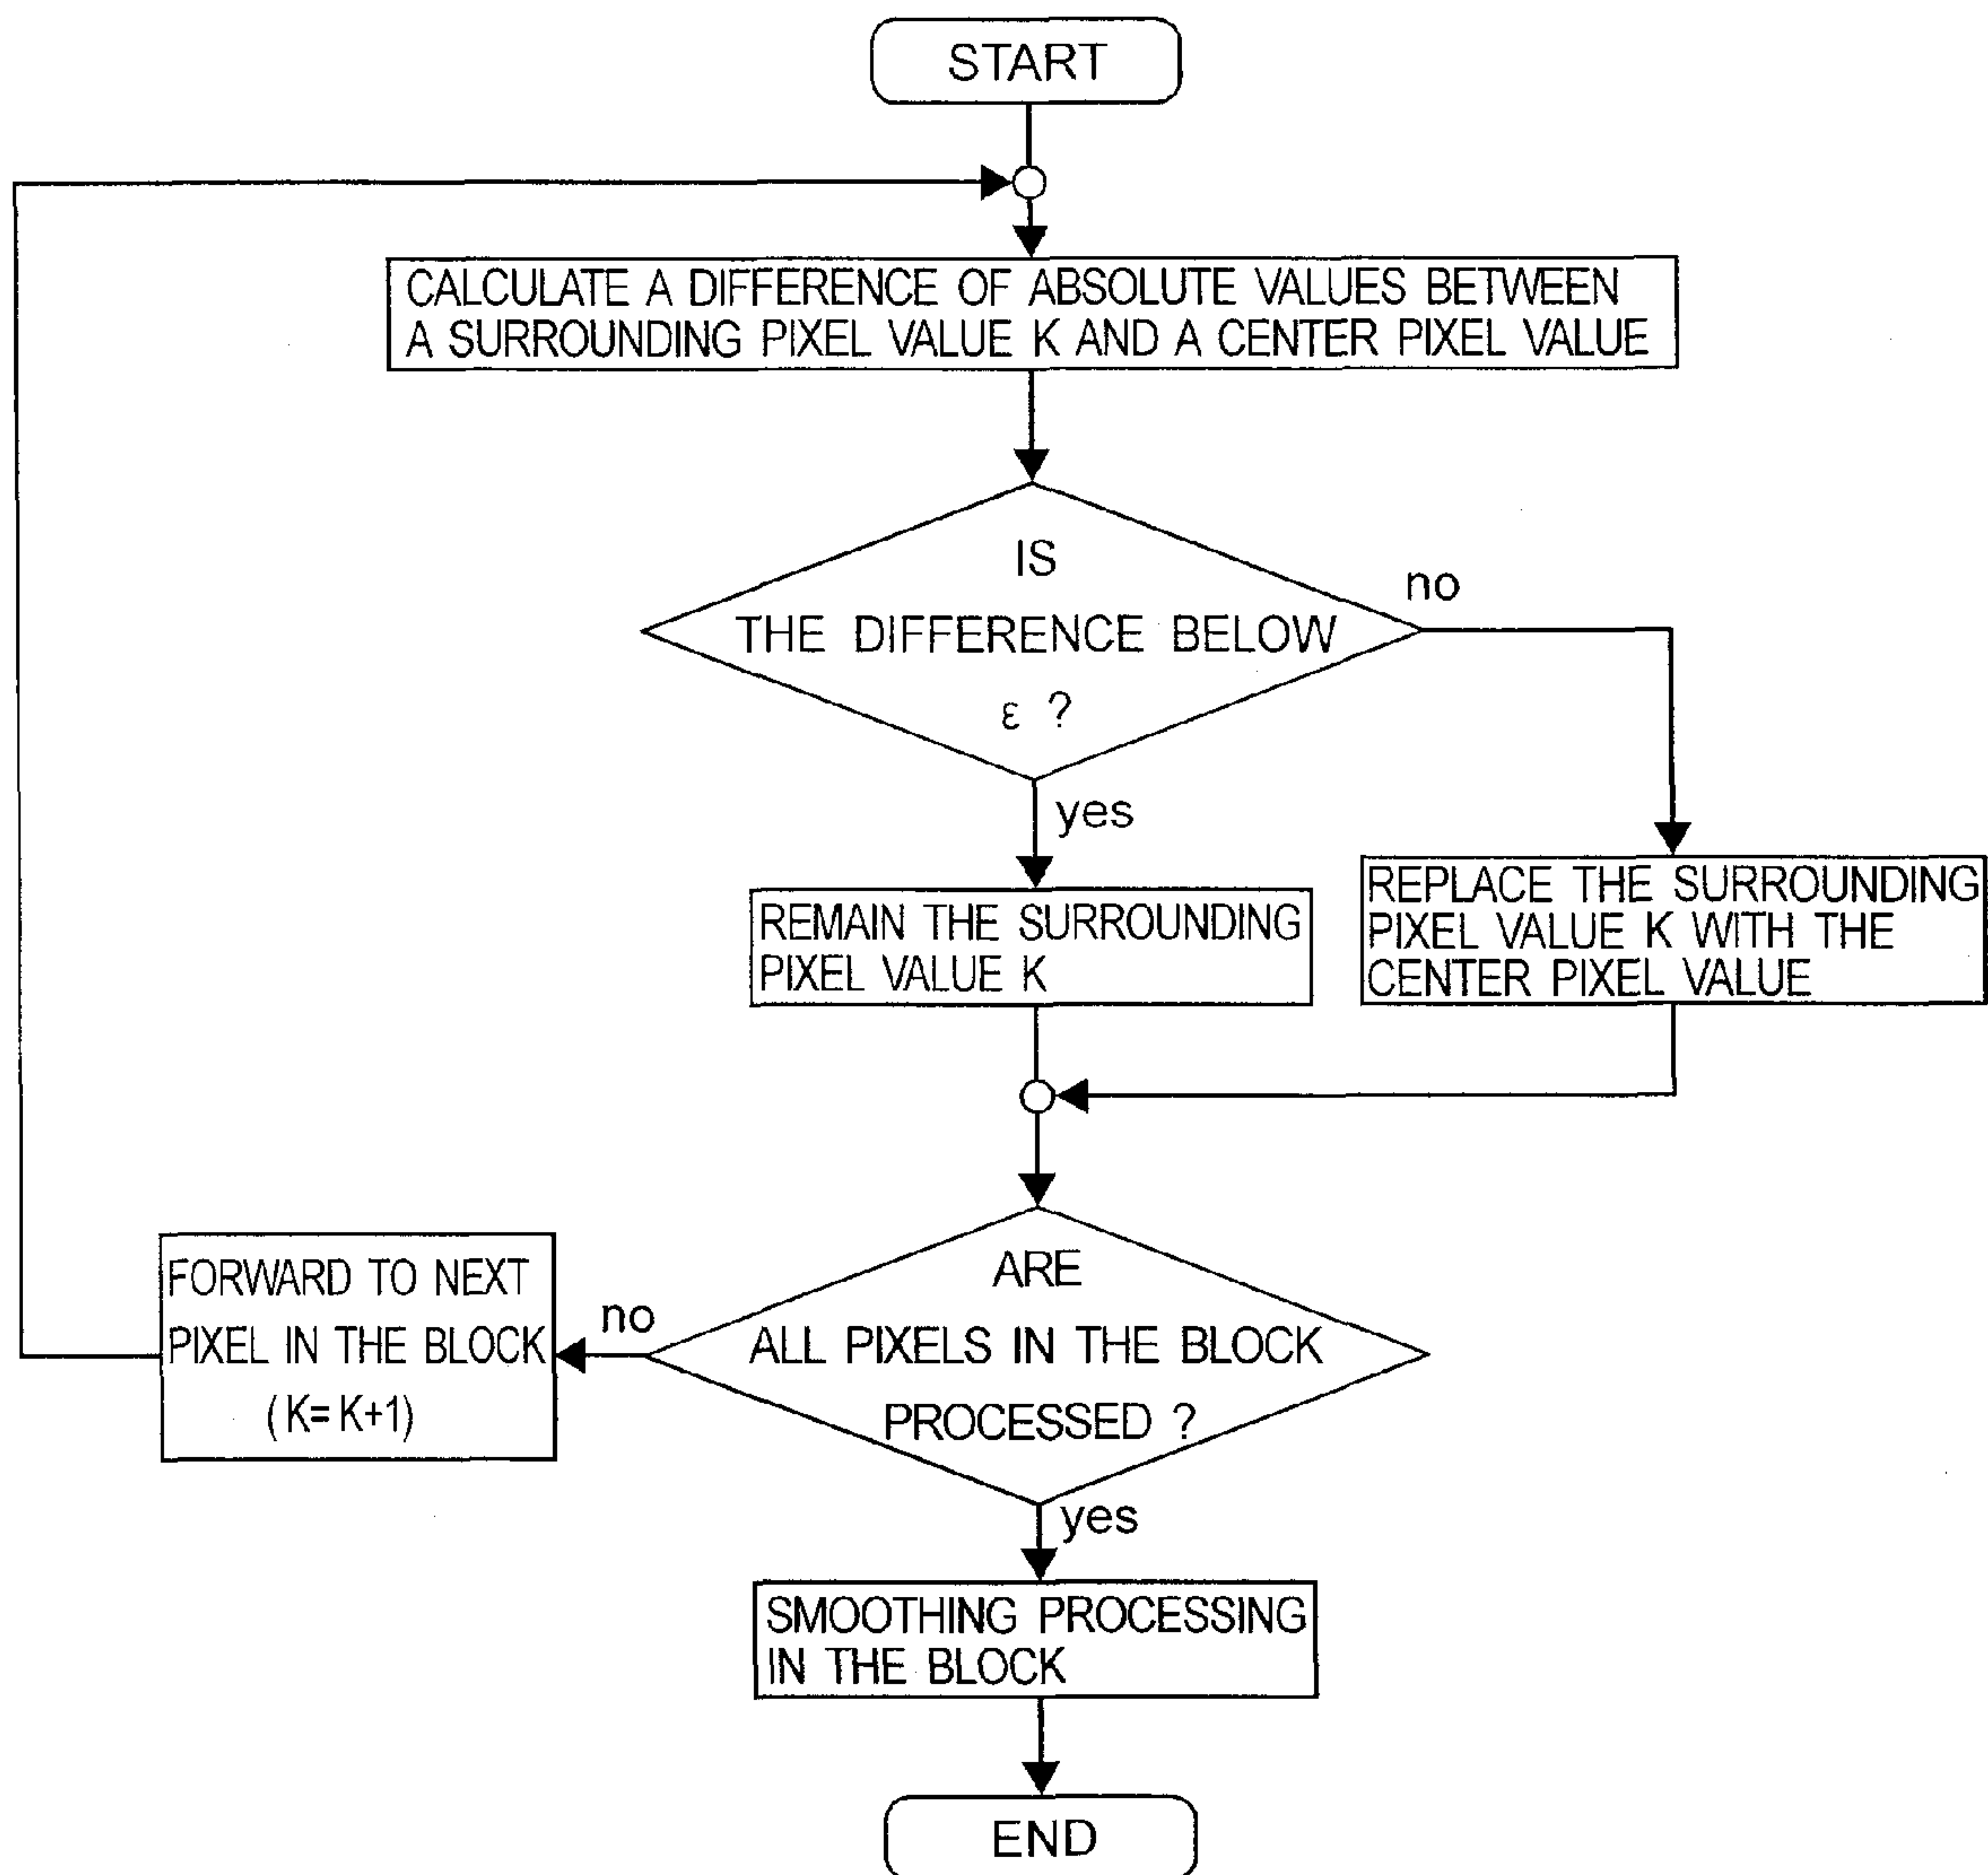 START
CALCULATE A DIFFERENCE OF ABSOLUTE VALUES BETWEEN
A SURROUNDING PIXEL VALUE K AND A CENTER PIXEL VALUE
IS
THE DIFFERENCE BELOW
ε ?
no
yes
REMAIN THE SURROUNDING
PIXEL VALUE K
REPLACE THE SURROUNDING
PIXEL VALUE K WITH THE
CENTER PIXEL VALUE
ARE
ALL PIXELS IN THE BLOCK
PROCESSED ?
no
FORWARD TO NEXT
PIXEL IN THE BLOCK
( K= K+1)
yes
SMOOTHING PROCESSING
IN THE BLOCK
END